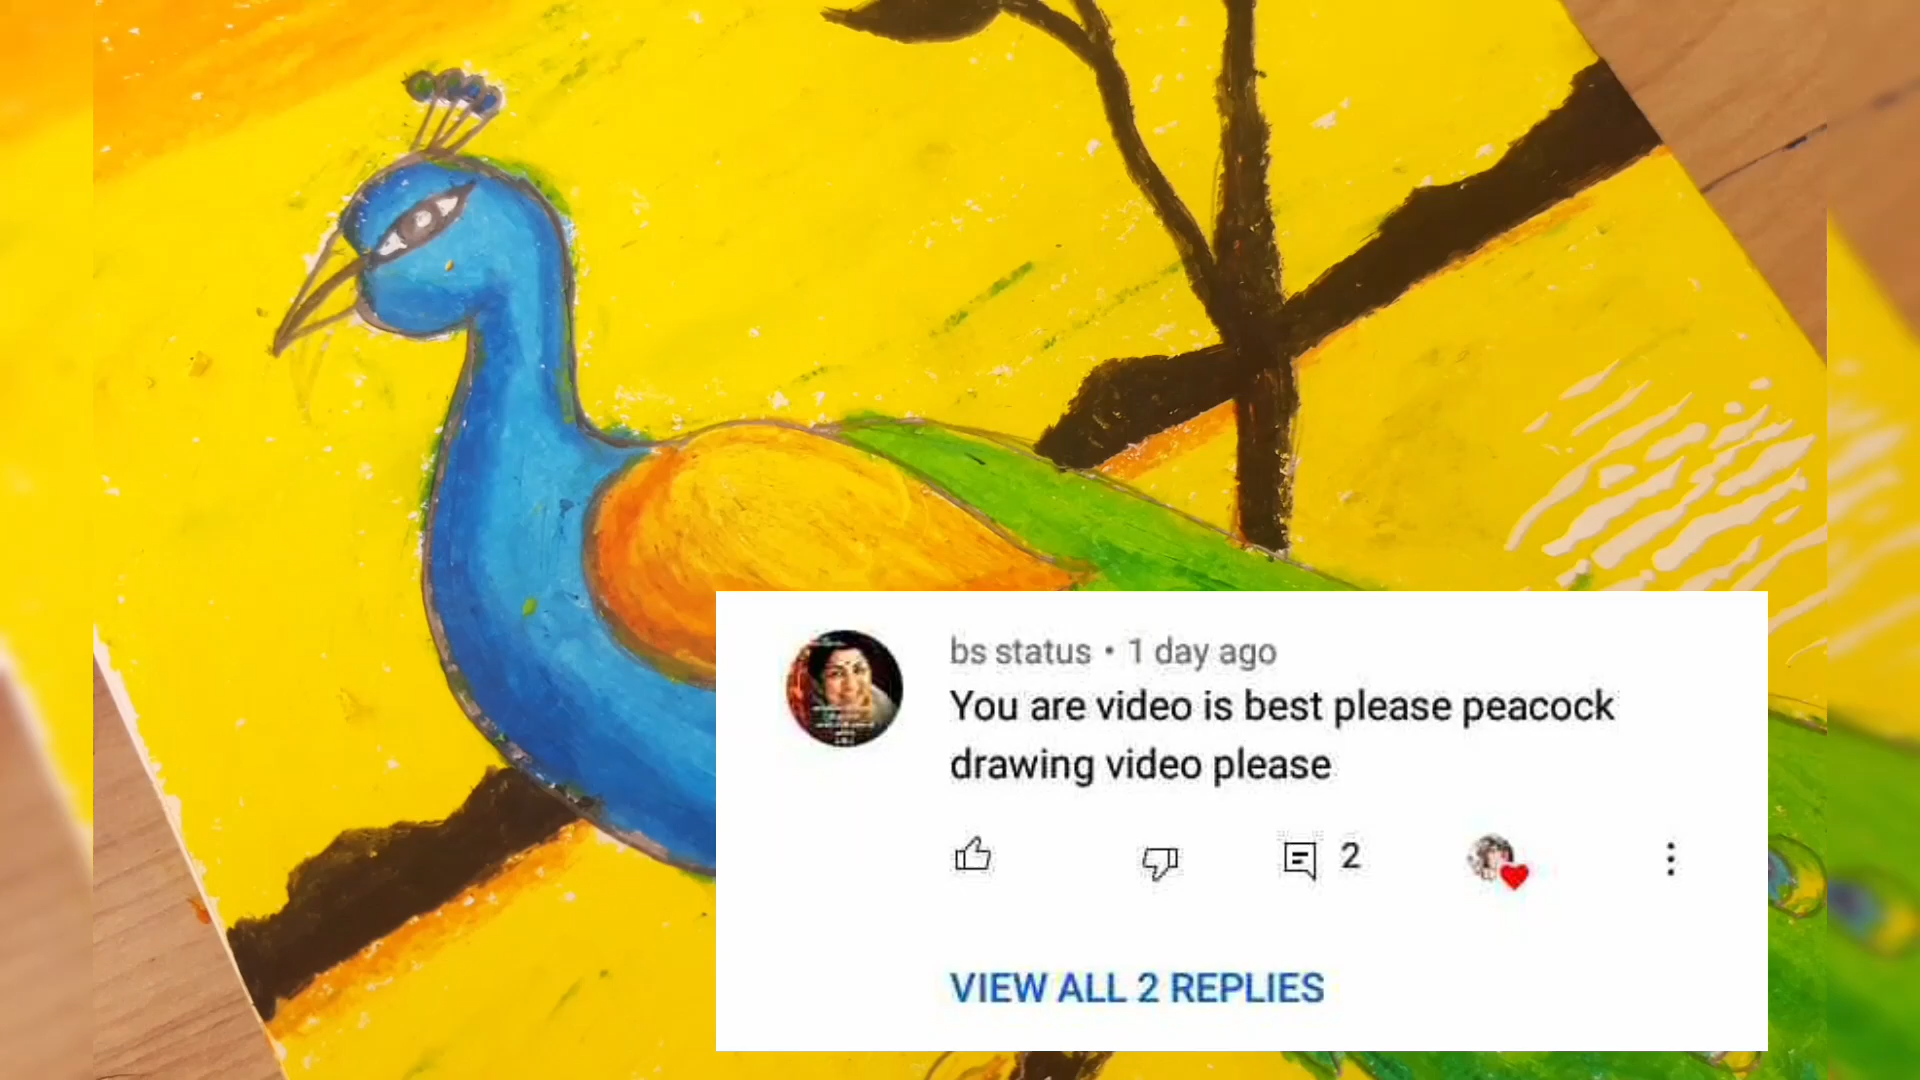 bs status • 1 day ago
You are video is best please peacock
drawing video please
2
VIEW ALL 2 REPLIES